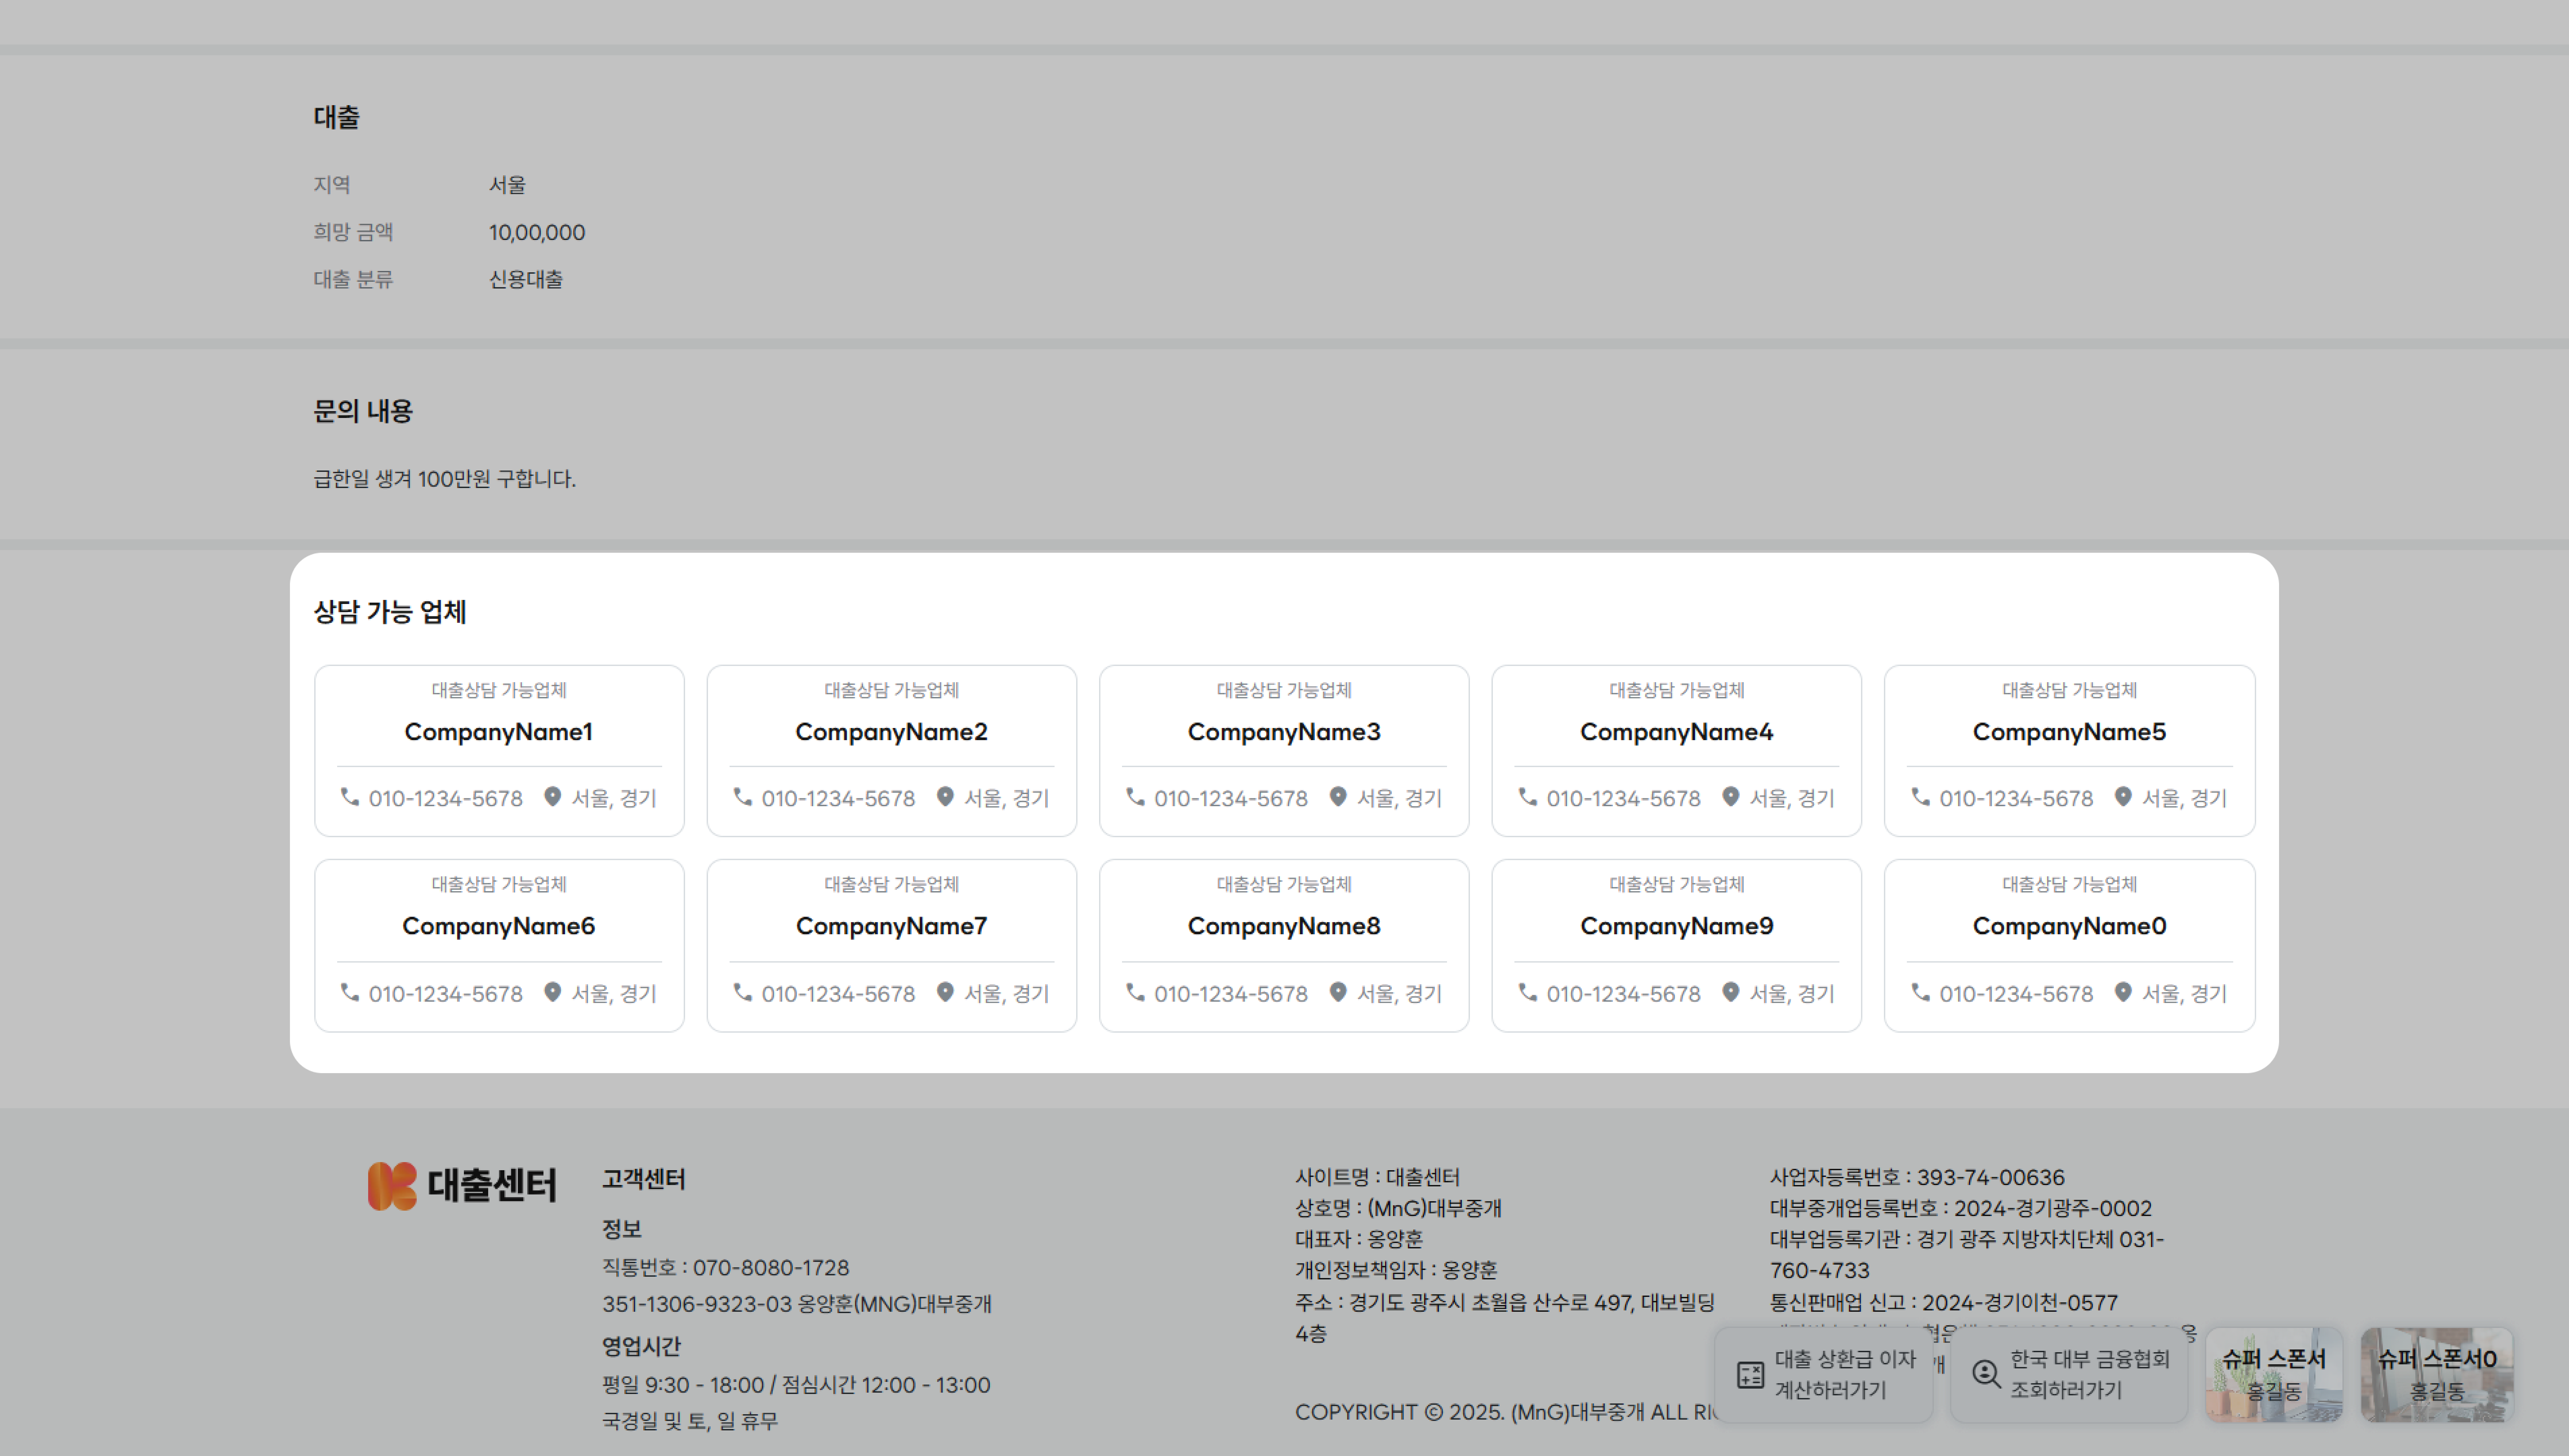 대출
지역 서울
희망 금액 10,00,000
대출 분류 신용대출
문의 내용
급한일 생겨 100만원 구합니다.
상담 가능 업체
대출상담 가능업체
CompanyName1
010-1234-5678 서울, 경기
대출상담 가능업체
CompanyName2
010-1234-5678 서울, 경기
대출상담 가능업체
CompanyName3
010-1234-5678 서울, 경기
대출상담 가능업체
CompanyName4
010-1234-5678 서울, 경기
대출상담 가능업체
CompanyName5
010-1234-5678 서울, 경기
대출상담 가능업체
CompanyName6
010-1234-5678 서울, 경기
대출상담 가능업체
CompanyName7
010-1234-5678 서울, 경기
대출상담 가능업체
CompanyName8
010-1234-5678 서울, 경기
대출상담 가능업체
CompanyName9
010-1234-5678 서울, 경기
대출상담 가능업체
CompanyName0
010-1234-5678 서울, 경기
대출센터
고객센터
정보
직통번호 : 070-8080-1728
351-1306-9323-03 옹양훈(MNG)대부중개
영업시간
평일 9:30 - 18:00 / 점심시간 12:00 - 13:00
국경일 및 토, 일 휴무
사이트명 : 대출센터
상호명 : (MnG)대부중개
대표자 : 옹양훈
개인정보책임자 : 옹양훈
주소 : 경기도 광주시 초월읍 산수로 497, 대보빌딩
4층
COPYRIGHT © 2025. (MnG)대부중개 ALL
사업자등록번호 : 393-74-00636
대부중개업등록번호 : 2024-경기광주-0002
대부업등록기관 : 경기 광주 지방자치단체 031-
760-4733
통신판매업 신고 : 2024-경기이천-0577
대출 상환급 이자
계산하러가기
한국 대부 금융협회
조회하러가기
슈퍼 스폰서
홍길동
슈퍼 스폰서0
홍길동